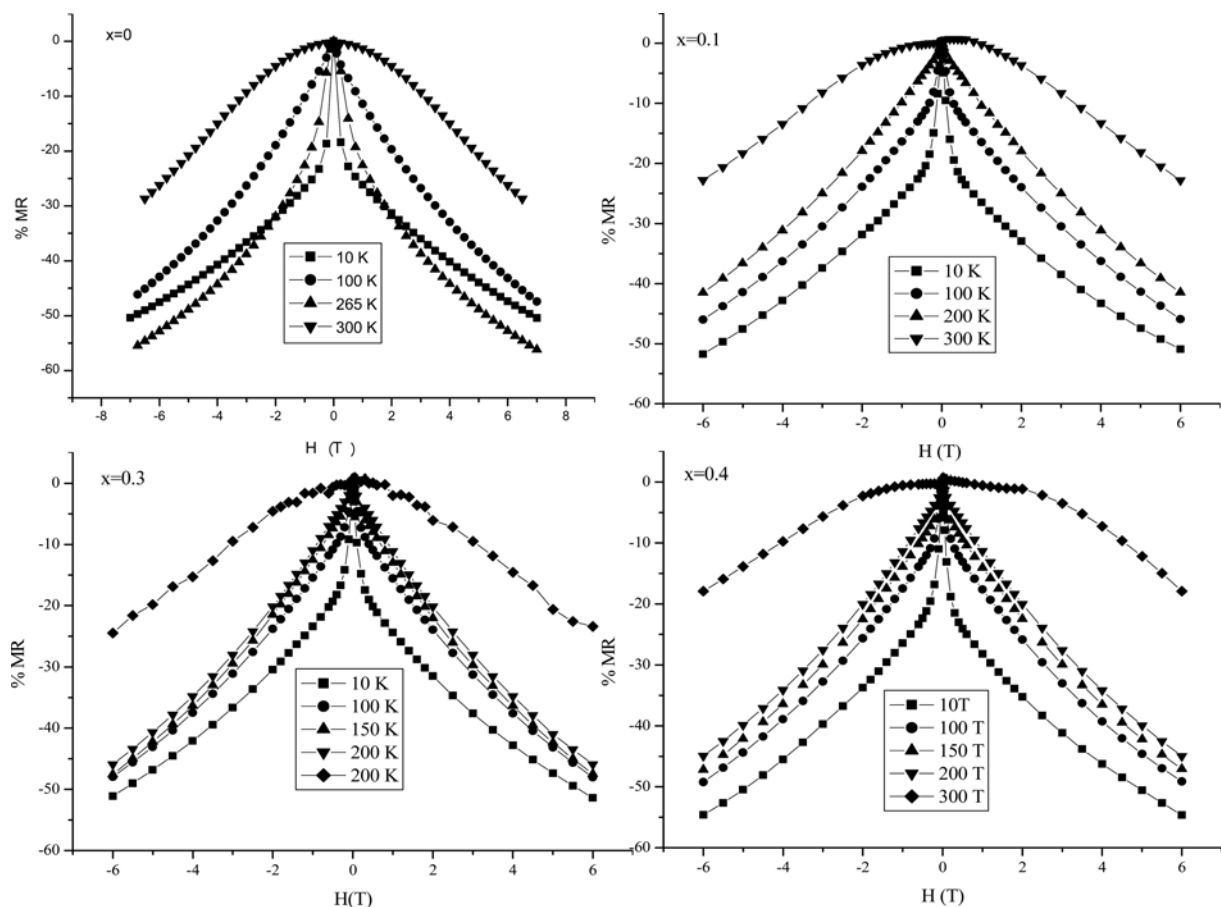 x=0
0
-10
-20
-30
-40
-50
-60
% MR
10 K
100 K
265 K
300 K
-8 -6 -4 -2 0 2 4 6 8
H (T)
x=0.1
0
-10
-20
-30
-40
-50
-60
% MR
10 K
100 K
200 K
300 K
-6 -4 -2 0 2 4 6
H (T)
x=0.3
0
-10
-20
-30
-40
-50
-60
% MR
10 K
100 K
150 K
200 K
200 K
-6 -4 -2 0 2 4 6
H(T)
x=0.4
0
-10
-20
-30
-40
-50
-60
% MR
10T
100 T
150 T
200 T
300 T
-6 -4 -2 0 2 4 6
H (T)